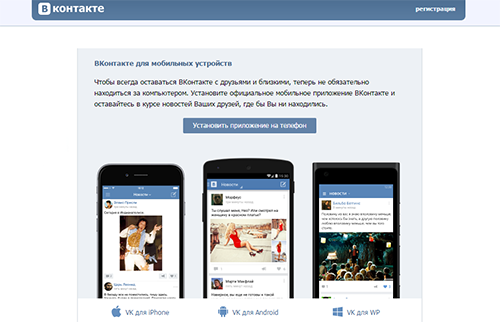 В контакте
регистрация
ВКонтакте для мобильных устройств
Чтобы всегда оставаться ВКонтакте с друзьями и близкими, теперь не обязательно
находиться за компьютером. Установите официальное мобильное приложение ВКонтакте и
оставайтесь в курсе новостей Ваших друзей, где бы Вы ни находились.
Установить приложение на телефон
Новости
Новости
новости
Марти Макфлай
VK для iPhone
VK для Android
VK для WP